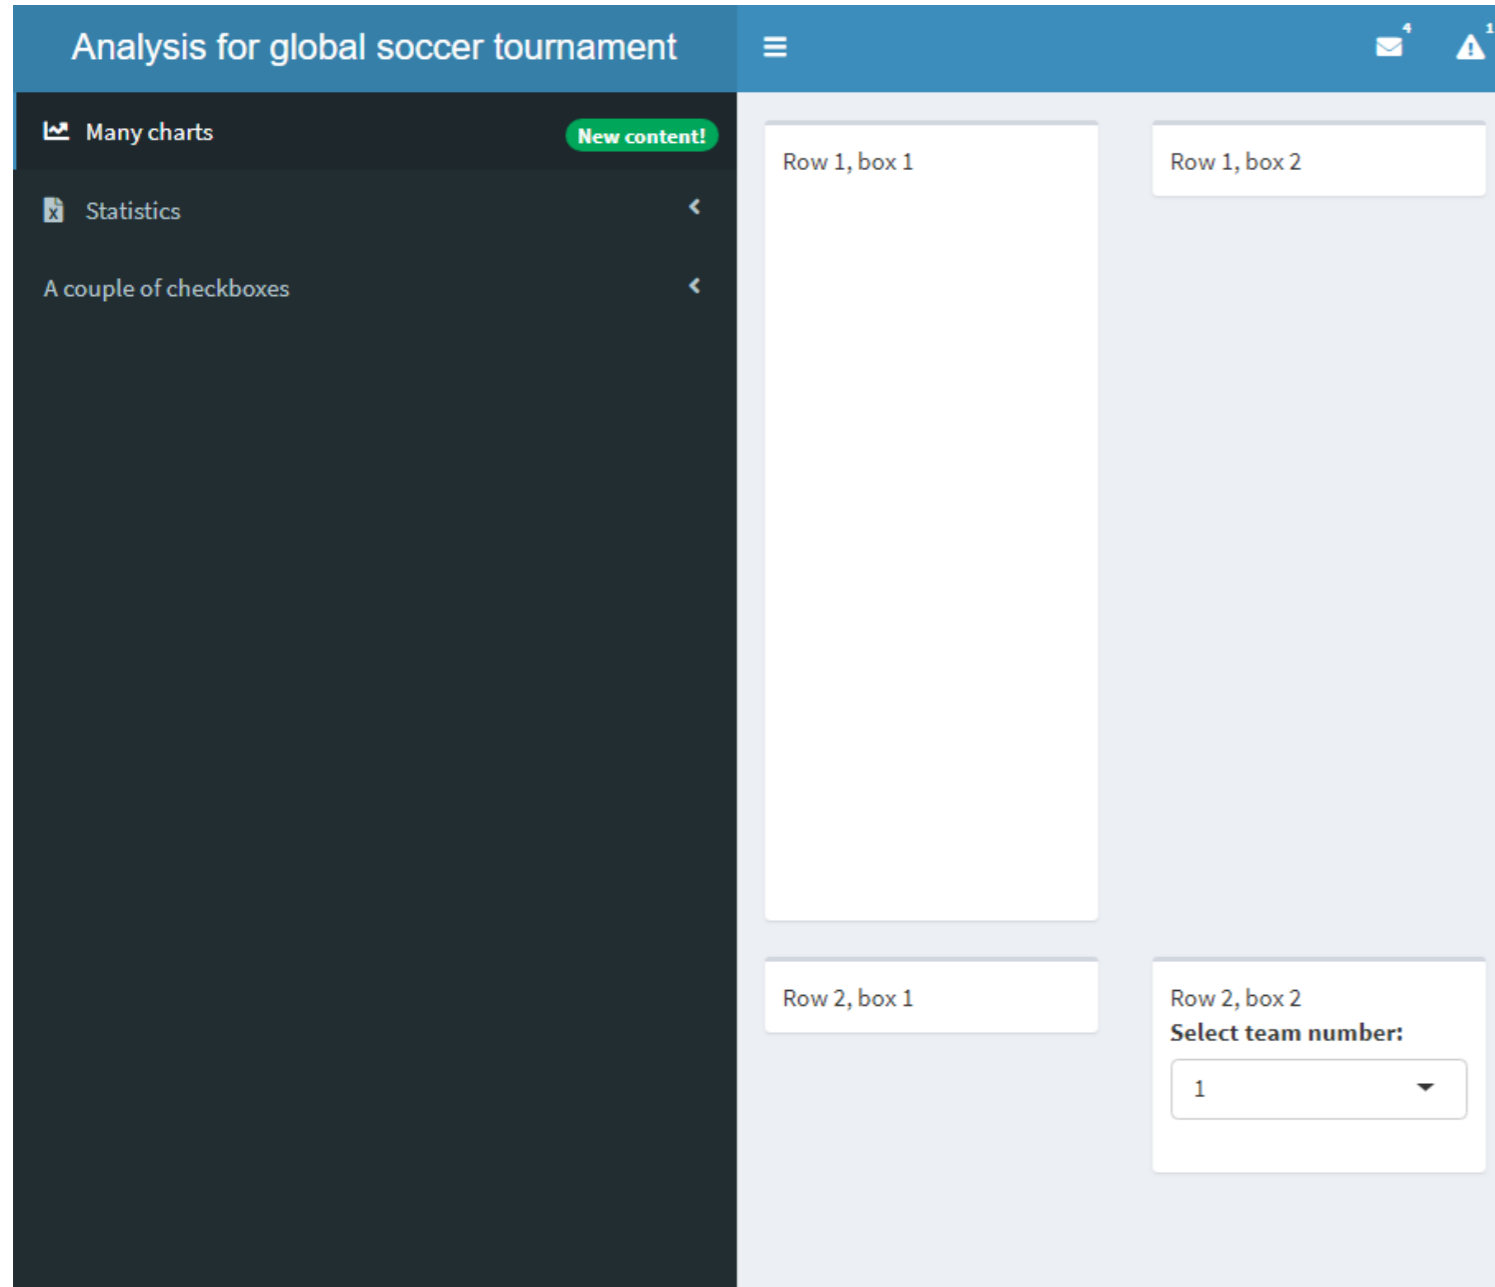 Analysis for global soccer tournament
4
1
Many charts
New content!
Statistics
A couple of checkboxes
Row 1, box 1
Row 1, box 2
Row 2, box 1
Row 2, box 2
Select team number:
1